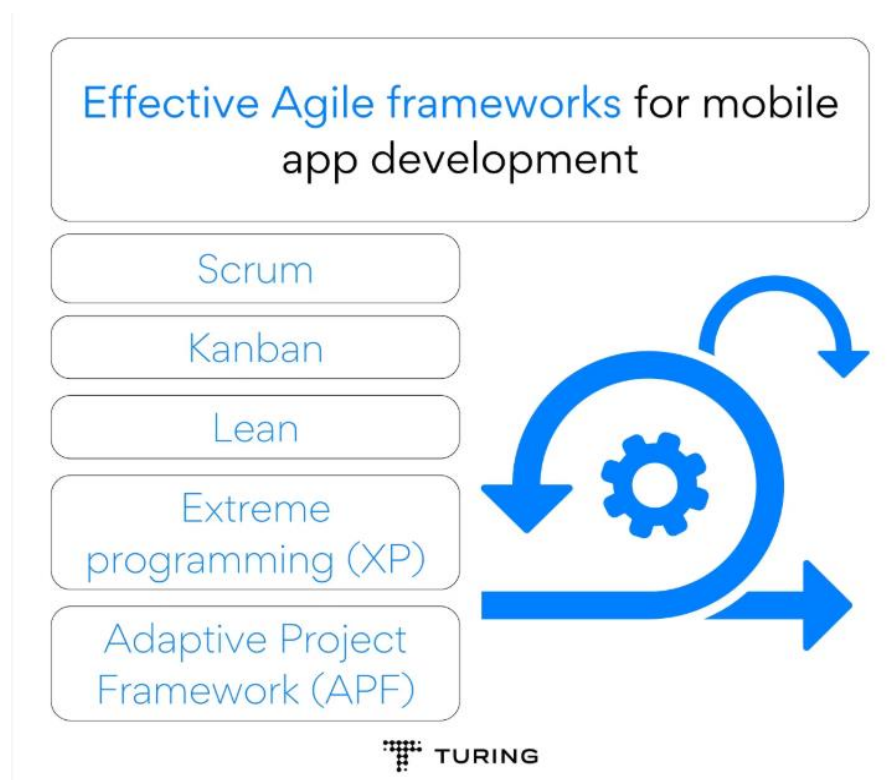 Effective Agile frameworks for mobile
app development
Scrum
Kanban
Lean
Extreme
programming (XP)
Adaptive Project
Framework (APF)
TURING